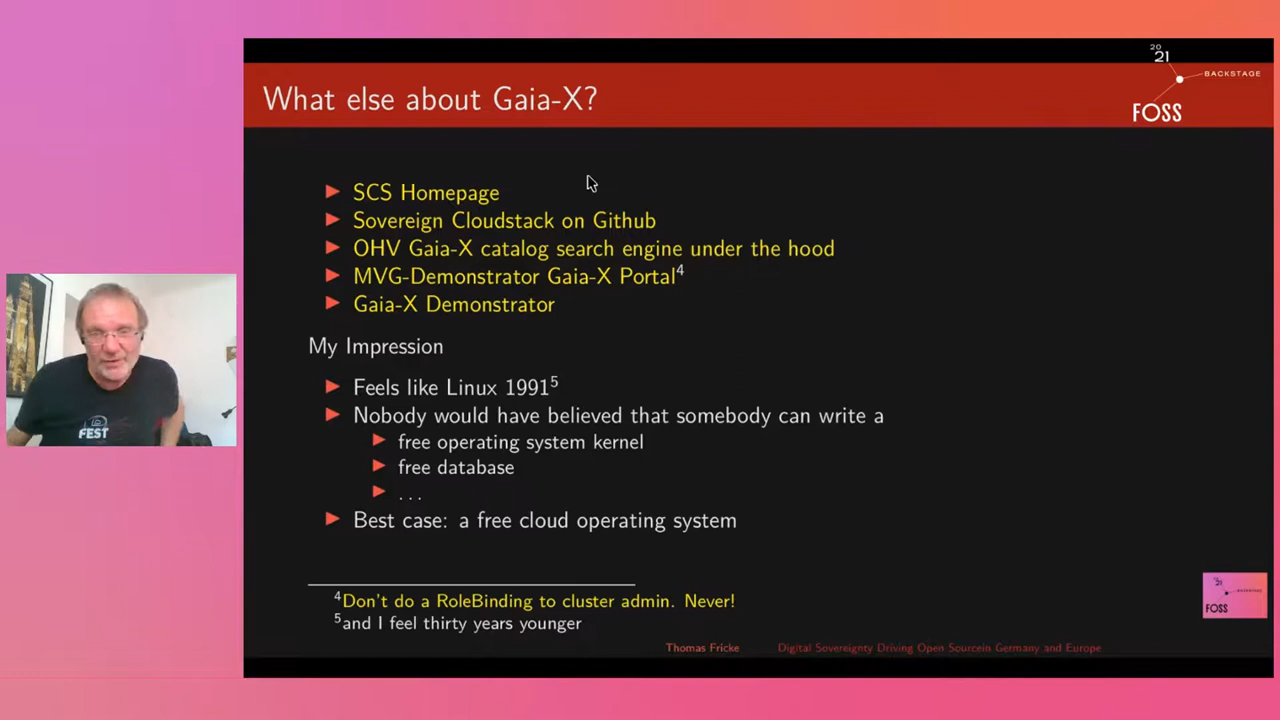 What else about Gaia-X?
20
21
BACKSTAGE
FOSS
▶ SCS Homepage
▶ Sovereign Cloudstack on Github
▶ OHV Gaia-X catalog search engine under the hood
▶ MVG-Demonstrator Gaia-X Portal4
▶ Gaia-X Demonstrator
My Impression
▶ Feels like Linux 19915
▶ Nobody would have believed that somebody can write a
▶ free operating system kernel
▶ free database
▶ ...
▶ Best case: a free cloud operating system
4Don't do a RoleBinding to cluster admin. Never!
5and I feel thirty years younger
Thomas Fricke Digital Sovereignty Driving Open Sourcein Germany and Europe
FEST
21
FOSS